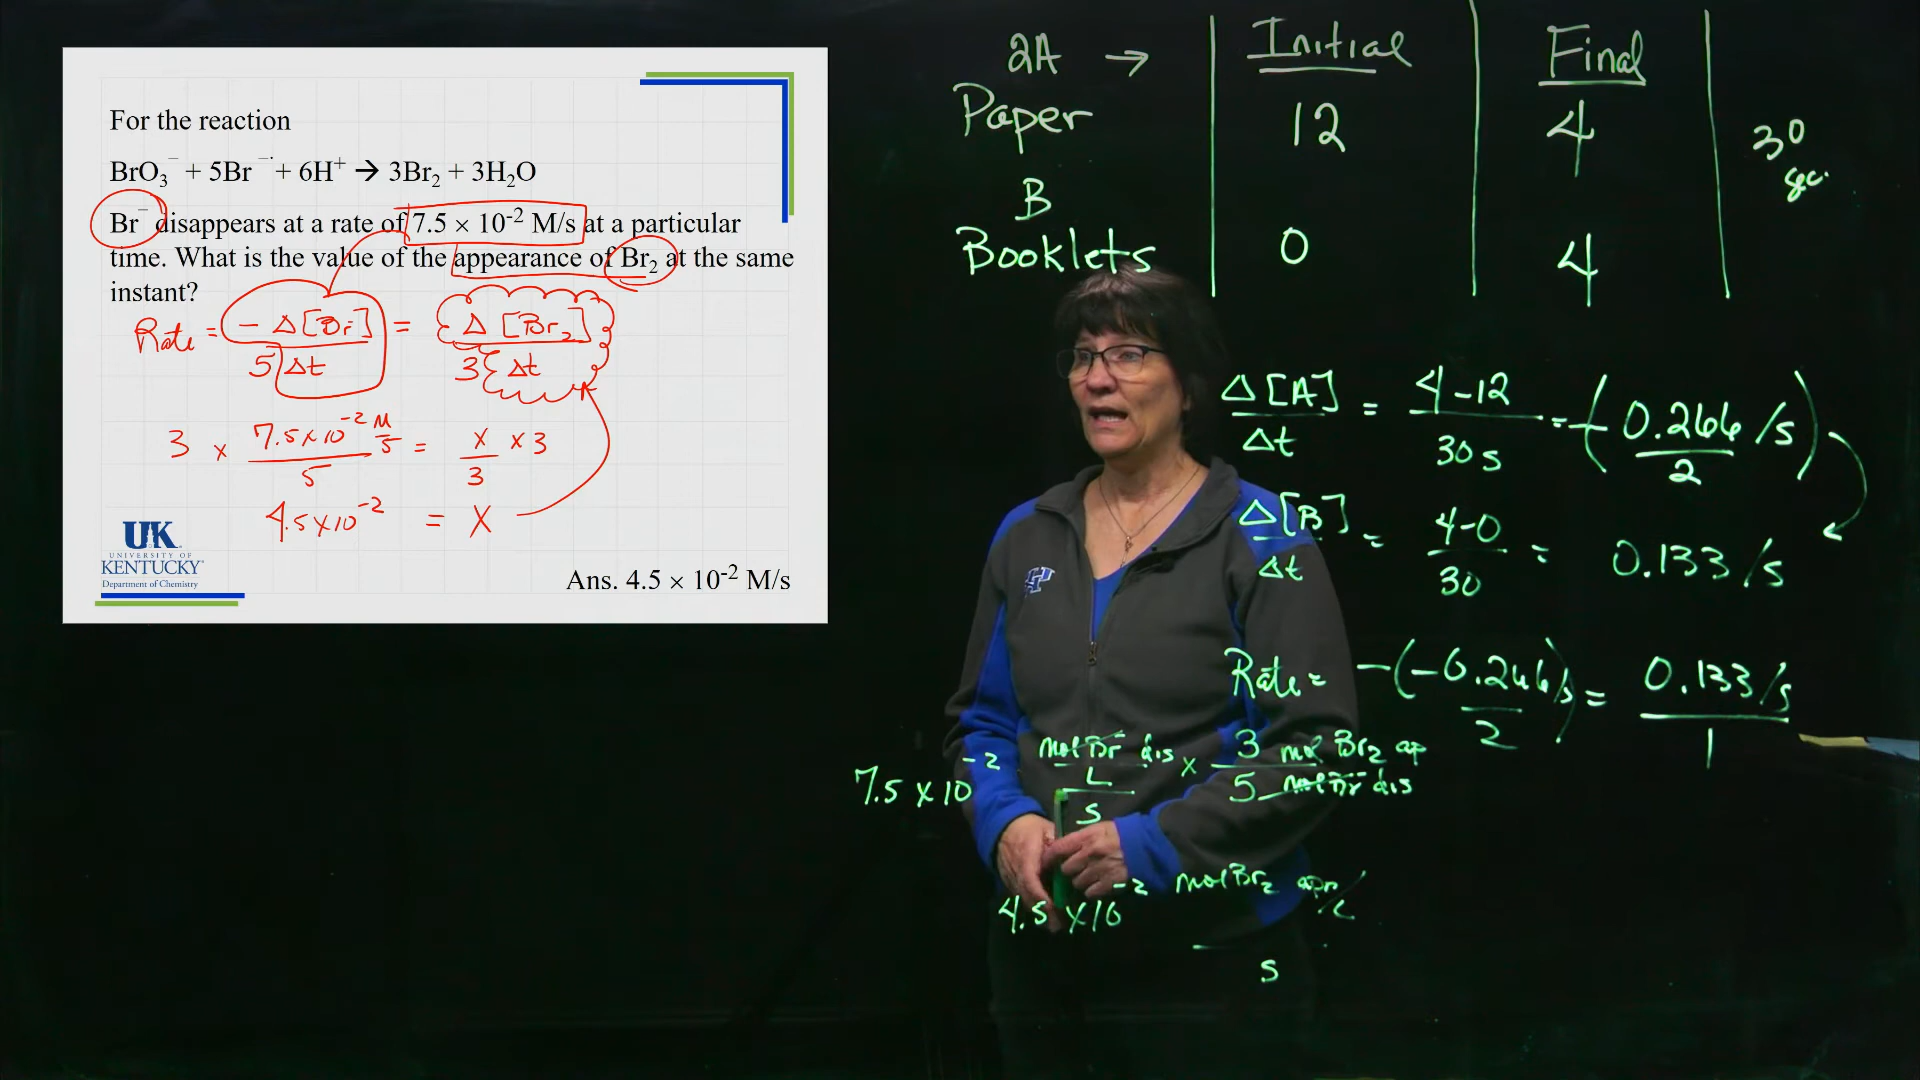 For the reaction
BrO₃⁻ + 5Br⁻ + 6H⁺ → 3Br₂ + 3H₂O
Br⁻ disappears at a rate of 7.5 × 10⁻² M/s at a particular
time. What is the value of the appearance of Br₂ at the same
instant?
Rate = -Δ[Br⁻]/5Δt = Δ[Br₂]/3Δt
3 × 7.5×10⁻² M/s / 5 = x/3 × 3
4.5×10⁻² = X
UK
UNIVERSITY OF
KENTUCKY
Department of Chemistry
Ans. 4.5 × 10⁻² M/s
2A → Initial Final
Paper 12 4 30 sec.
B
Booklets 0 4
Δ[A]/Δt = 4-12/30s = -(0.266/s / 2)
Δ[B]/Δt = 4-0/30 = 0.133/s
Rate = -(-0.266/s / 2) = 0.133/s / 1
7.5 × 10⁻² mol Br⁻ dis/L / s × 3 mol Br₂ ap / 5 mol Br⁻ dis
4.5 × 10⁻² mol Br₂ apr/L / s